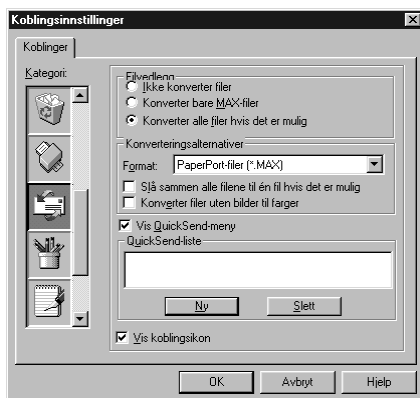 Koblingsinnstillinger
Koblinger
Kategori:
Filvedlegg
Ikke konverter filer
Konverter bare MAX-filer
Konverter alle filer hvis det er mulig
Konverteringsalternativer
Format:
PaperPort-filer (*.MAX)
Slå sammen alle filene til én fil hvis det er mulig
Konverter filer uten bilder til farger
Vis QuickSend-meny
QuickSend-liste
Ny
Slett
Vis koblingsikon
OK
Avbryt
Hjelp